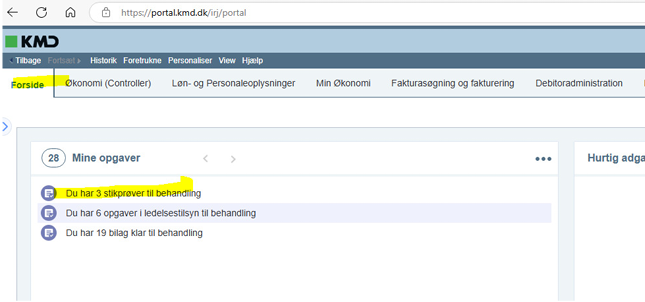 https://portal.kmd.dk/irj/portal
KMD
Tilbage Fortsæt Historik Foretrukne Personaliser View Hjælp
Forside Økonomi (Controller) Løn- og Personaleoplysninger Min Økonomi Fakturasøgning og fakturering Debitoradministration
28 Mine opgaver
Hurtig adga
Du har 3 stikprøver til behandling
Du har 6 opgaver i ledelsestilsyn til behandling
Du har 19 bilag klar til behandling